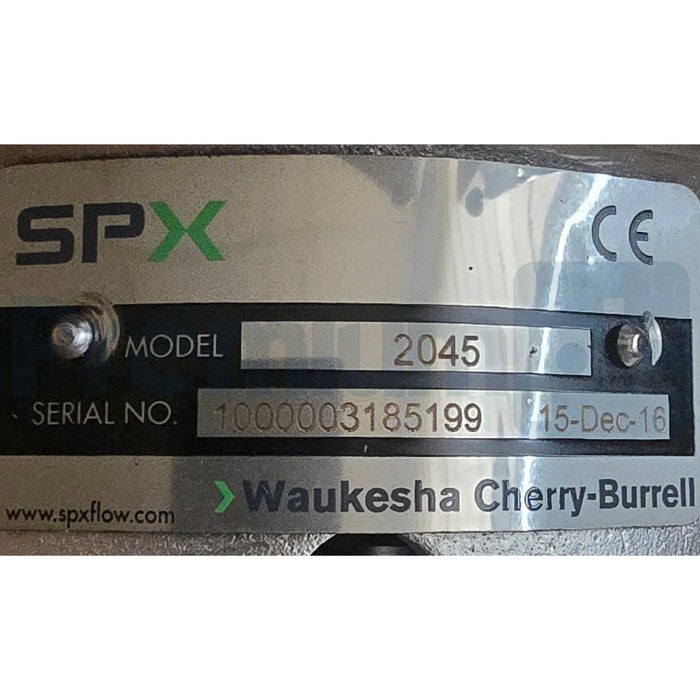 SPX CE
MODEL 2045
SERIAL NO. 1000003185199 15-Dec-16
www.spxflow.com Waukesha Cherry-Burrell